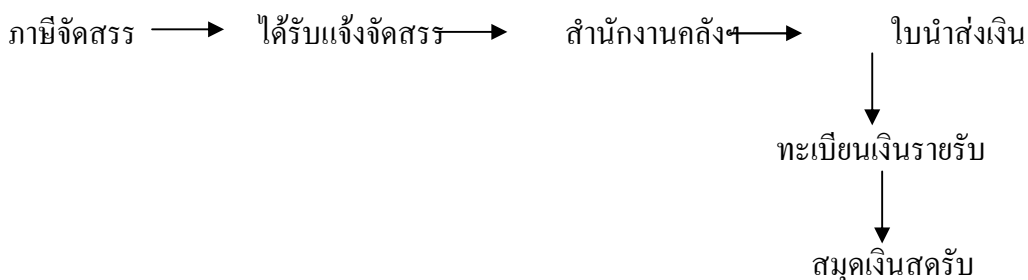 ภาษีจัดสรร ได้รับแจ้งจัดสรร สำนักงานคลังฯ ใบนำส่งเงิน
ทะเบียนเงินรายรับ
สมุดเงินสดรับ